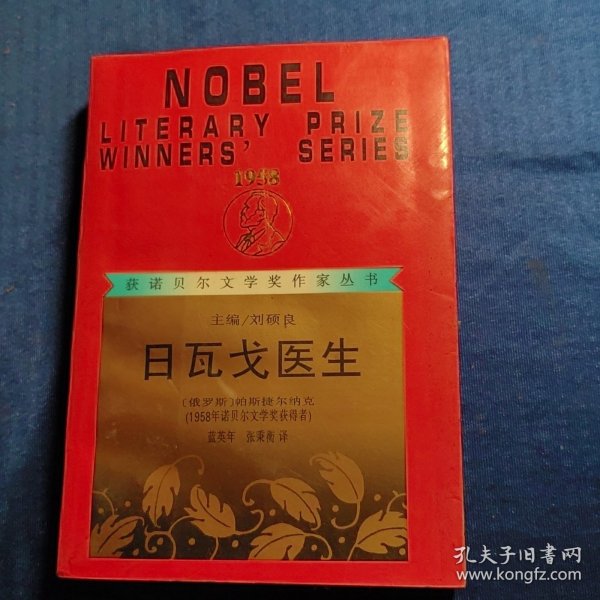 NOBEL
LITERARY PRIZE
WINNERS' SERIES
1958
获诺贝尔文学奖作家丛书
主编/刘硕良
日瓦戈医生
〔俄罗斯〕帕斯捷尔纳克
(1958年诺贝尔文学奖获得者)
蓝英年 张秉衡 译
孔夫子旧书网
www.kongfz.com